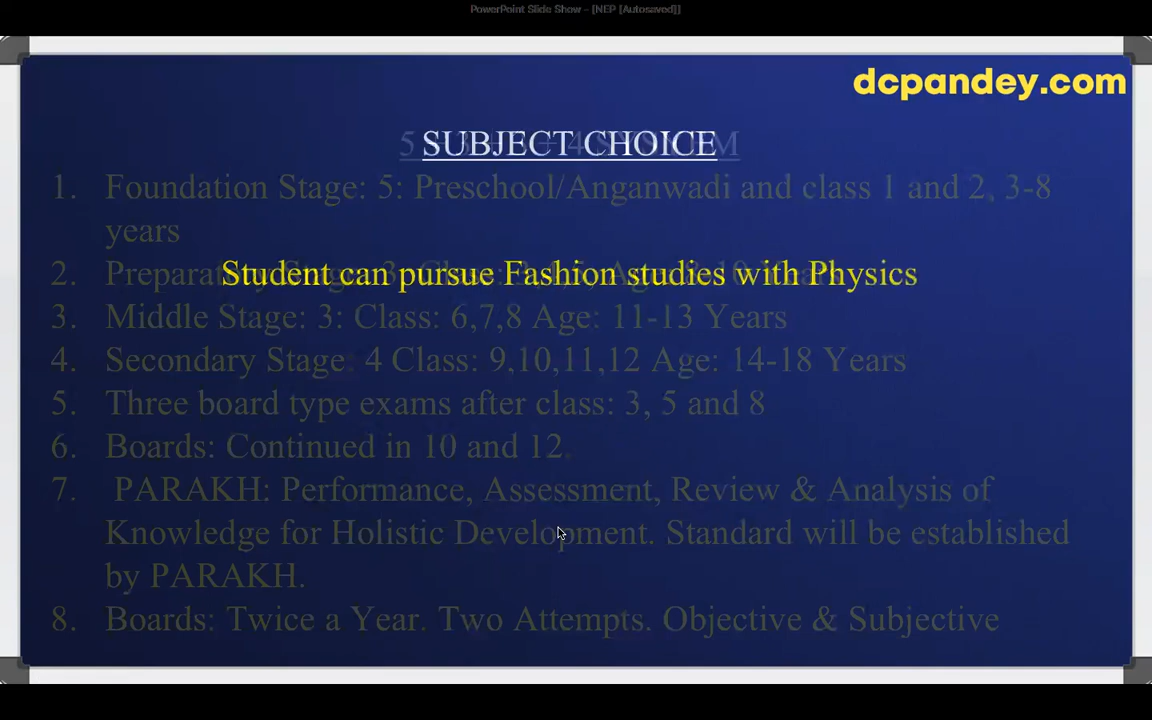 PowerPoint Slide Show - [NEP [Autosaved]]
dcpandey.com
SUBJECT CHOICE
1. Foundation Stage: 5: Preschool/Anganwadi and class 1 and 2, 3-8
years
Student can pursue Fashion studies with Physics
2.
3. Middle Stage: 3: Class: 6,7,8 Age: 11-13 Years
4. Secondary Stage: 4 Class: 9,10,11,12 Age: 14-18 Years
5. Three board type exams after class: 3, 5 and 8
6. Boards: Continued in 10 and 12.
7. PARAKH: Performance, Assessment, Review & Analysis of
Knowledge for Holistic Development. Standard will be established
by PARAKH.
8. Boards: Twice a Year. Two Attempts. Objective & Subjective